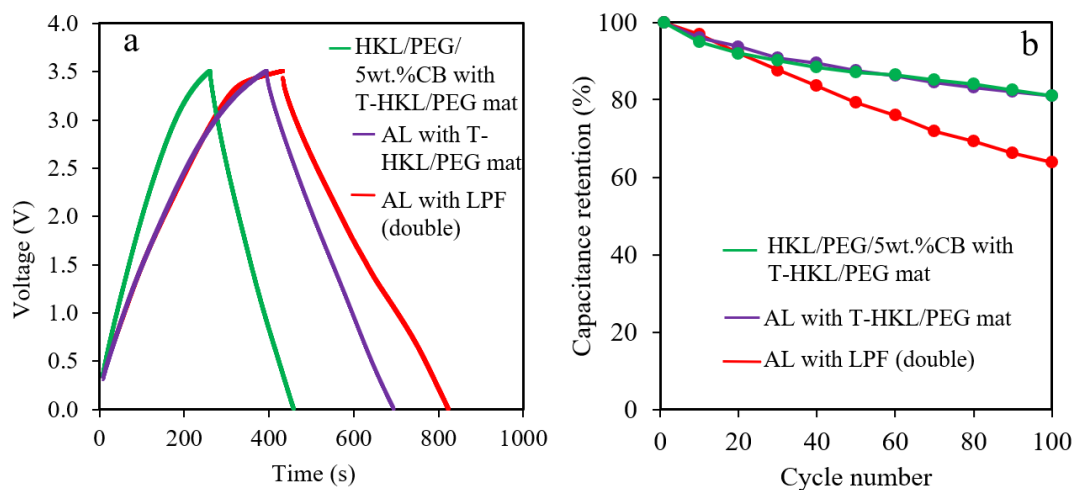 a
4.0
3.5
3.0
2.5
2.0
1.5
1.0
0.5
0.0
Voltage (V)
0
200
400
600
800
1000
Time (s)
HKL/PEG/
5wt.%CB with
T-HKL/PEG mat
AL with T-
HKL/PEG mat
AL with LPF
(double)
b
100
80
60
40
20
0
Capacitance retention (%)
0
20
40
60
80
100
Cycle number
HKL/PEG/5wt.%CB with
T-HKL/PEG mat
AL with T-HKL/PEG mat
AL with LPF (double)